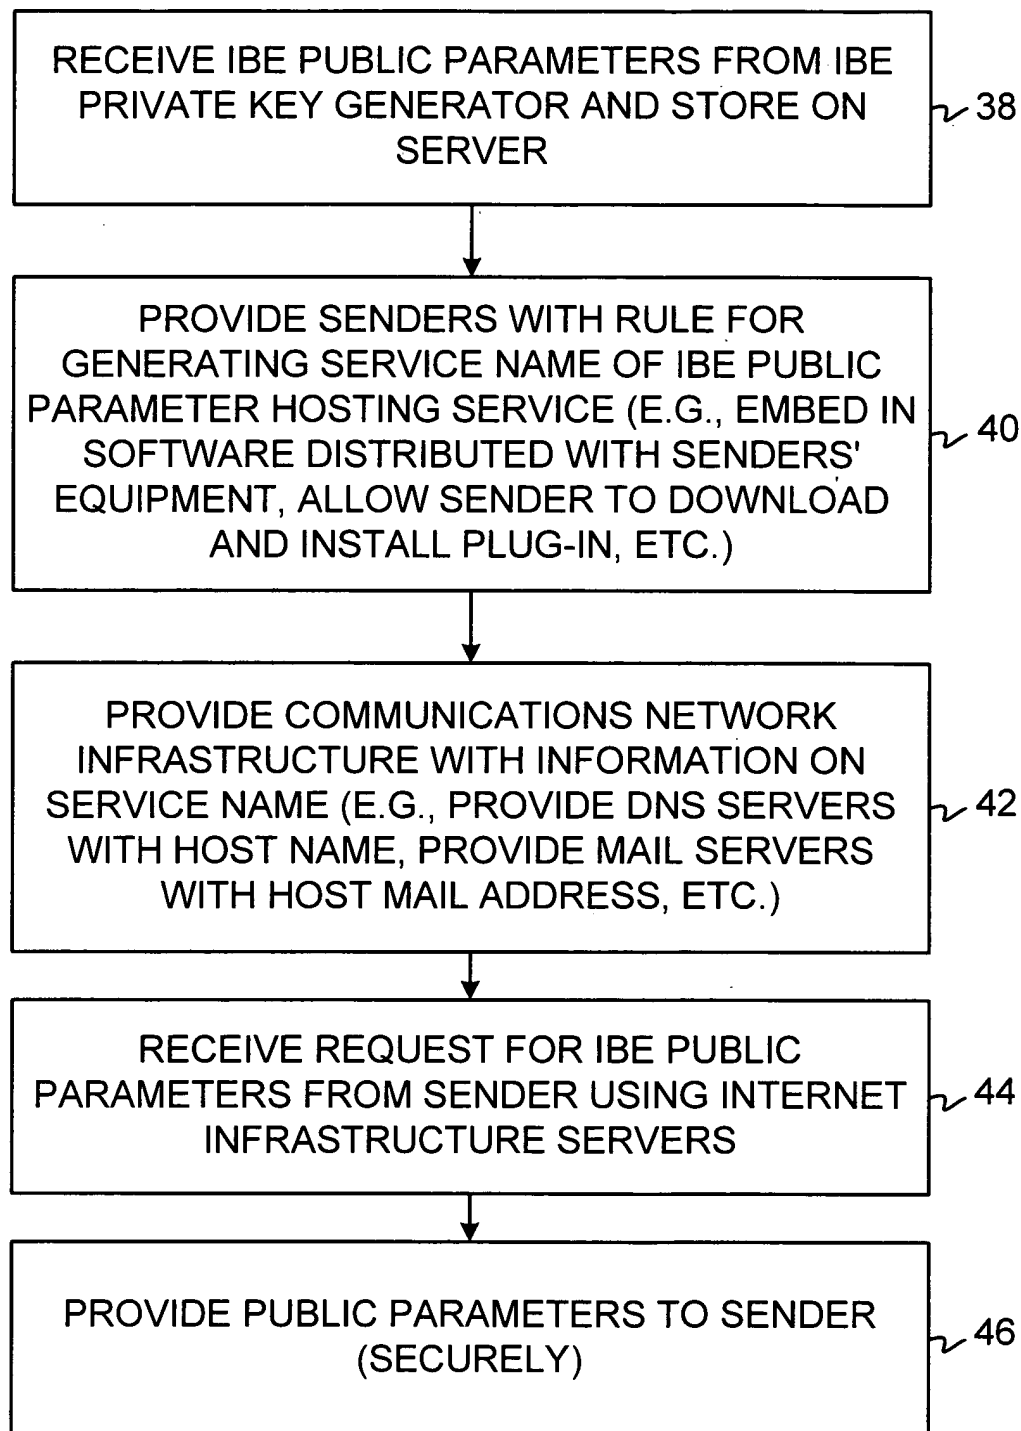 RECEIVE IBE PUBLIC PARAMETERS FROM IBE
PRIVATE KEY GENERATOR AND STORE ON
SERVER
38
PROVIDE SENDERS WITH RULE FOR
GENERATING SERVICE NAME OF IBE PUBLIC
PARAMETER HOSTING SERVICE (E.G., EMBED IN
SOFTWARE DISTRIBUTED WITH SENDERS'
EQUIPMENT, ALLOW SENDER TO DOWNLOAD
AND INSTALL PLUG-IN, ETC.)
40
PROVIDE COMMUNICATIONS NETWORK
INFRASTRUCTURE WITH INFORMATION ON
SERVICE NAME (E.G., PROVIDE DNS SERVERS
WITH HOST NAME, PROVIDE MAIL SERVERS
WITH HOST MAIL ADDRESS, ETC.)
42
RECEIVE REQUEST FOR IBE PUBLIC
PARAMETERS FROM SENDER USING INTERNET
INFRASTRUCTURE SERVERS
44
PROVIDE PUBLIC PARAMETERS TO SENDER
(SECURELY)
46